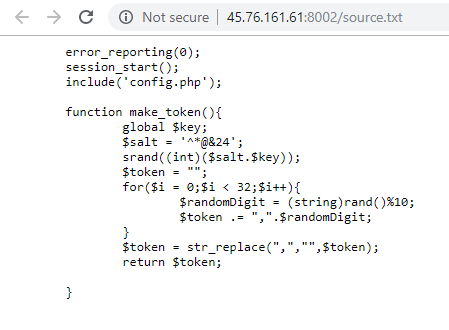 Not secure | 45.76.161.61:8002/source.txt
error_reporting(0);
session_start();
include('config.php');
function make_token(){
global $key;
$salt = '^*@&24';
srand((int)($salt.$key));
$token = "";
for($i = 0;$i < 32;$i++){
$randomDigit = (string)rand()%10;
$token .= ",".$randomDigit;
}
$token = str_replace(",","",$token);
return $token;
}